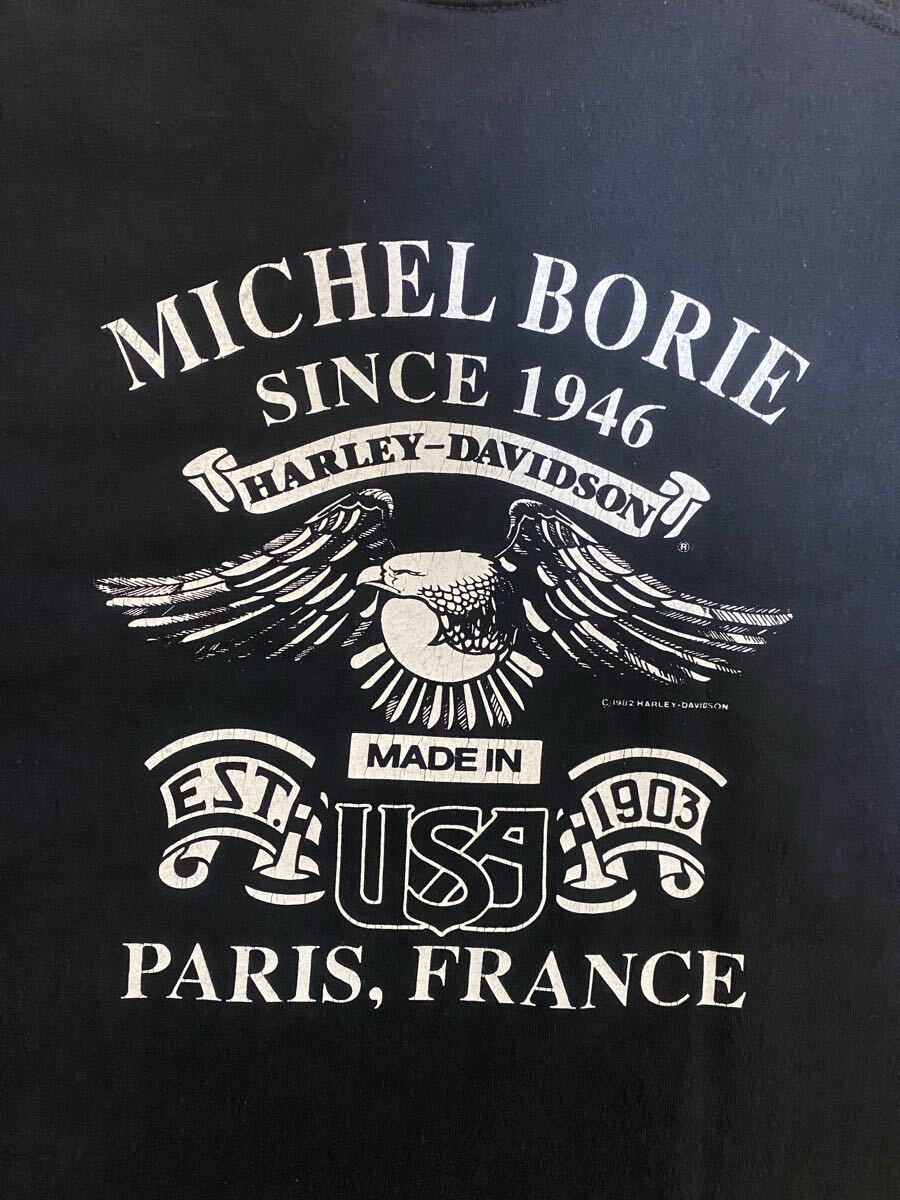 MICHEL BORIE
SINCE 1946
HARLEY-DAVIDSON
®
© 1982 HARLEY-DAVIDSON
MADE IN
EST.
USA
1903
PARIS, FRANCE